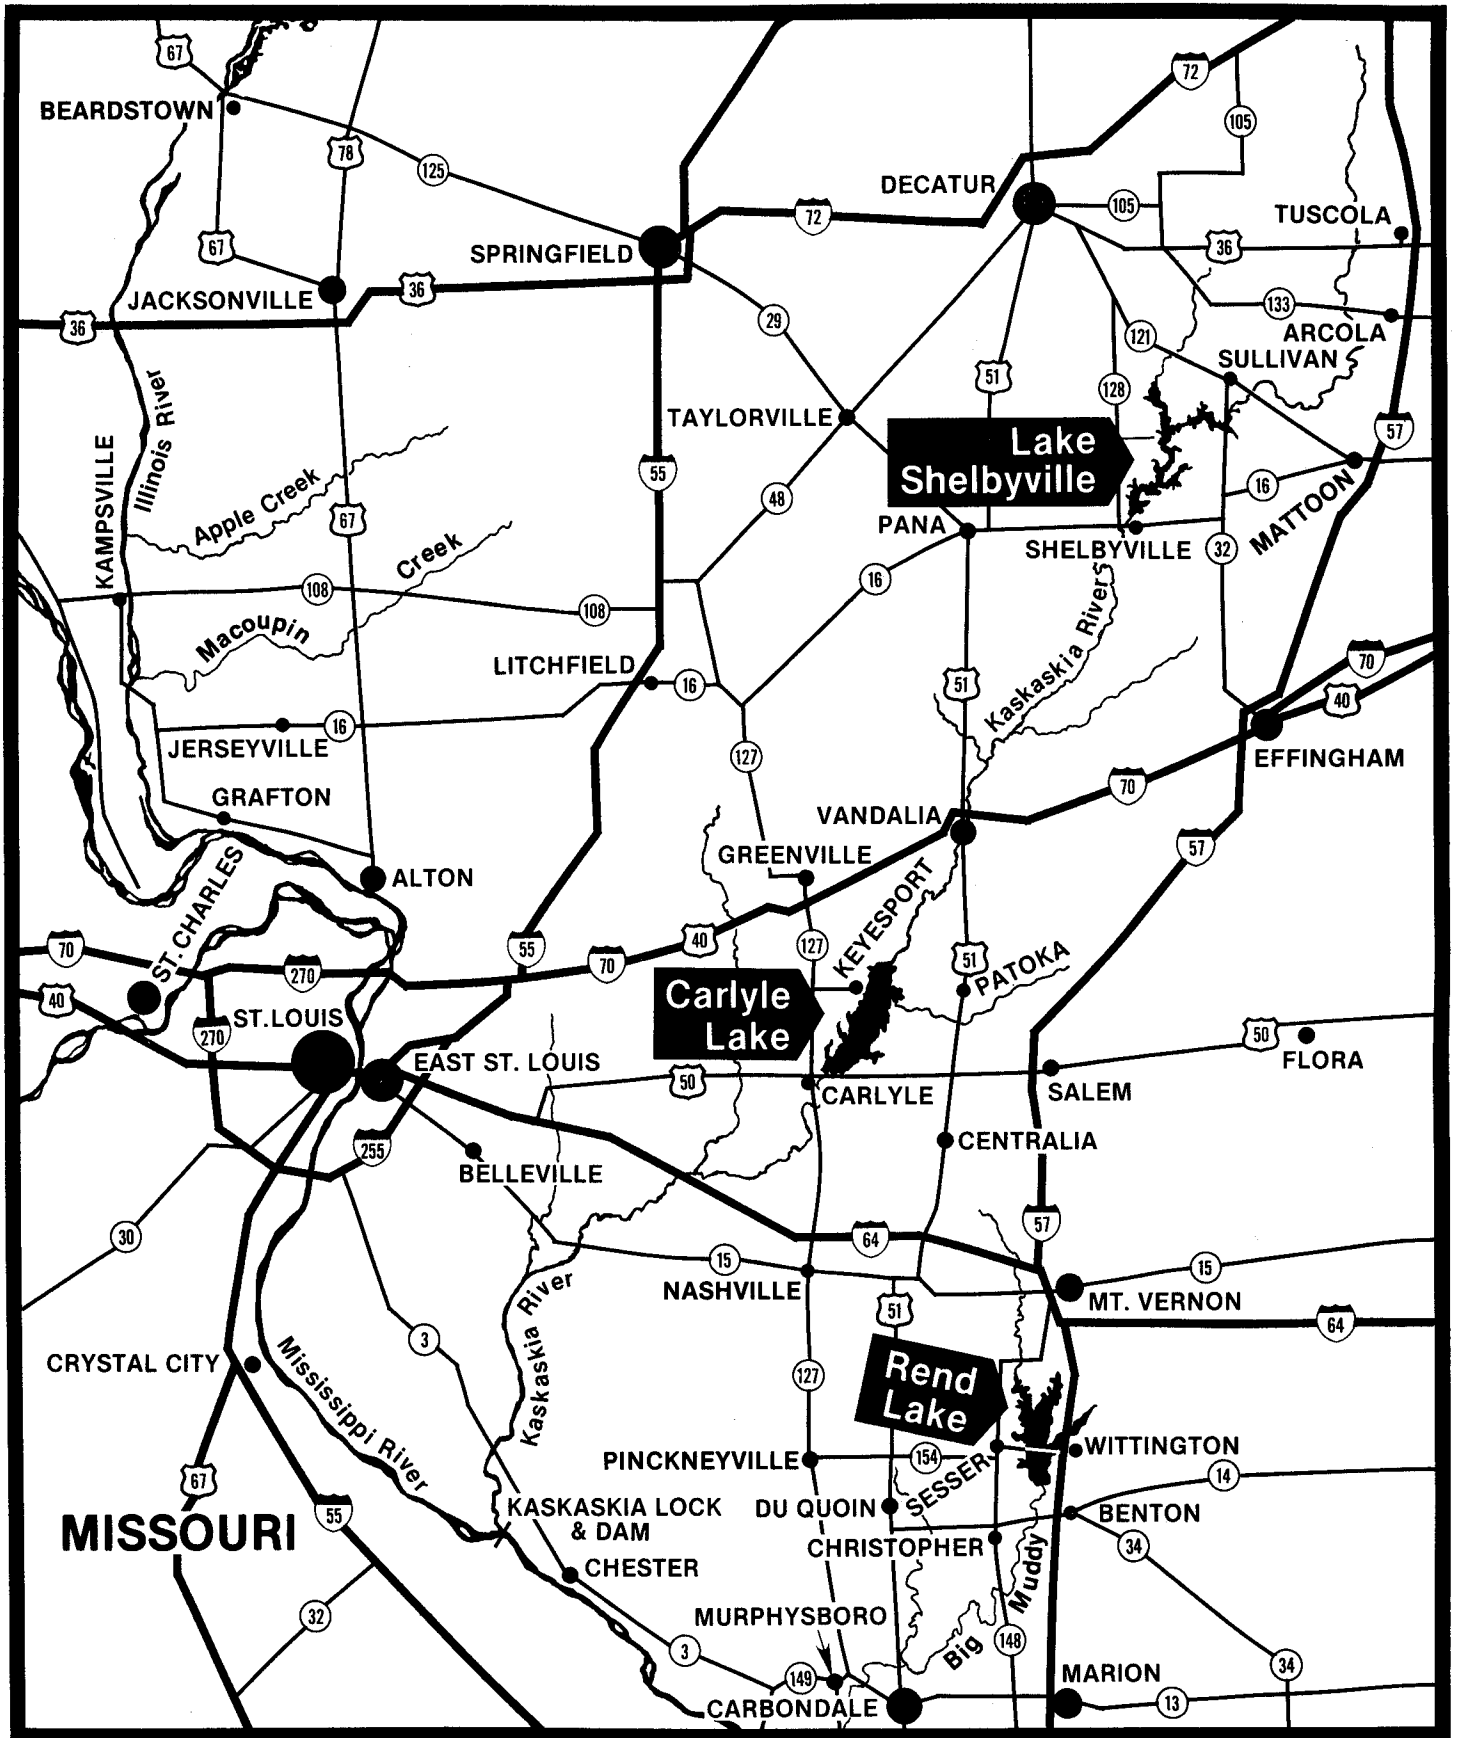 67
BEARDSTOWN
78
125
72
105
DECATUR
105
TUSCOLA
72
SPRINGFIELD
67
36
JACKSONVILLE
36
36
29
133
ARCOLA
121
SULLIVAN
51
128
Illinois River
TAYLORVILLE
57
Lake
Shelbyville
KAMPSVILLE
55
48
16
MATTOON
Apple Creek
67
PANA
SHELBYVILLE
32
Creek
108
108
16
Macoupin
Kaskaskia River
LITCHFIELD
16
51
70
40
JERSEYVILLE
16
127
EFFINGHAM
GRAFTON
70
VANDALIA
57
GREENVILLE
ALTON
ST. CHARLES
KEYESPORT
70
270
55
70
40
127
51
PATOKA
40
Carlyle
Lake
ST. LOUIS
270
EAST ST. LOUIS
50
50
FLORA
CARLYLE
SALEM
255
BELLEVILLE
CENTRALIA
30
64
57
15
15
NASHVILLE
51
MT. VERNON
64
Kaskaskia River
3
CRYSTAL CITY
Mississippi River
127
Rend
Lake
67
PINCKNEYVILLE
154
SESSER
WITTINGTON
14
55
MISSOURI
KASKASKIA LOCK
& DAM
DU QUOIN
BENTON
CHRISTOPHER
34
CHESTER
Big Muddy
32
MURPHYSBORO
3
148
149
34
MARION
CARBONDALE
13